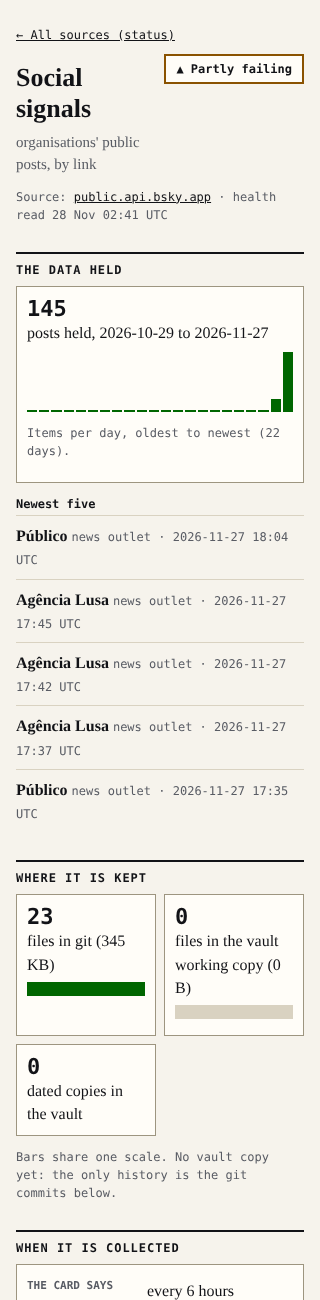 ← All sources (status)
Social
signals
▲ Partly failing
organisations' public
posts, by link
Source: public.api.bsky.app · health
read 28 Nov 02:41 UTC
THE DATA HELD
145
posts held, 2026-10-29 to 2026-11-27
Items per day, oldest to newest (22
days).
Newest five
Público news outlet · 2026-11-27 18:04
UTC
Agência Lusa news outlet · 2026-11-27
17:45 UTC
Agência Lusa news outlet · 2026-11-27
17:42 UTC
Agência Lusa news outlet · 2026-11-27
17:37 UTC
Público news outlet · 2026-11-27 17:35
UTC
WHERE IT IS KEPT
23
files in git (345
KB)
0
files in the vault
working copy (0
B)
0
dated copies in
the vault
Bars share one scale. No vault copy
yet: the only history is the git
commits below.
WHEN IT IS COLLECTED
THE CARD SAYS
every 6 hours